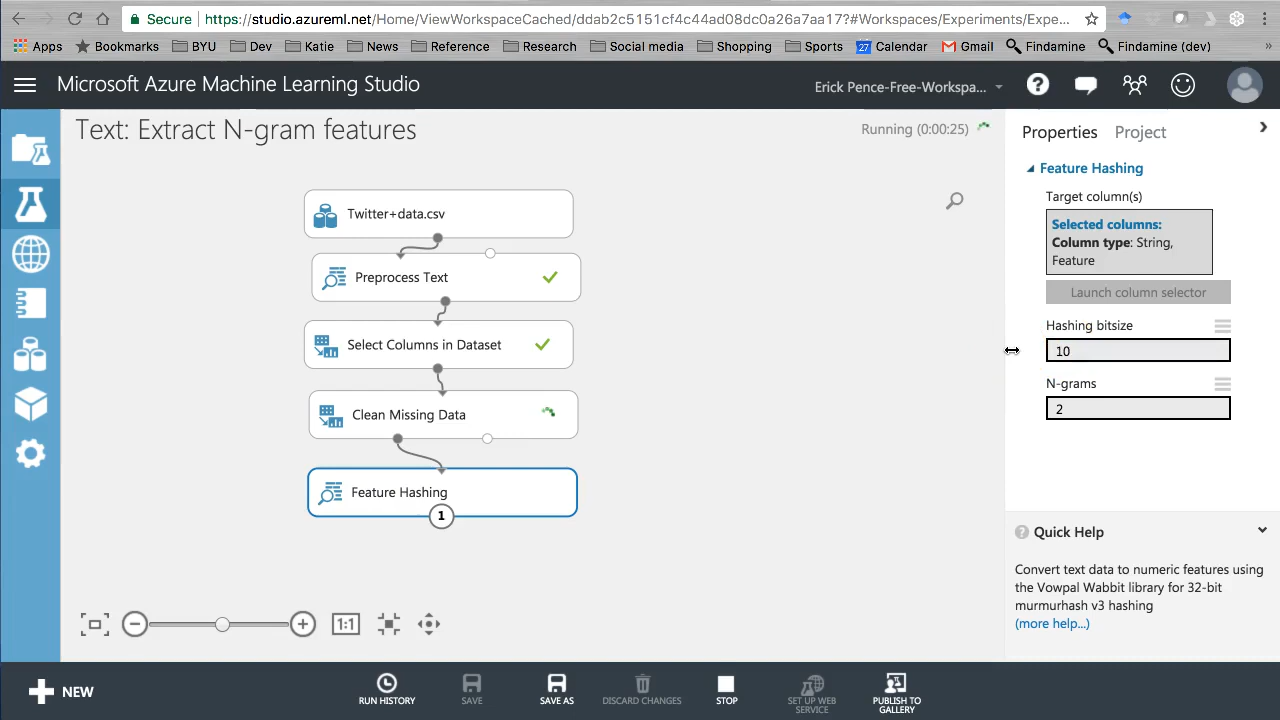 Secure https://studio.azureml.net/Home/ViewWorkspaceCached/ddab2c5151cf4c44ad08dc0a26a7aa17?#Workspaces/Experiments/Expe...
Apps Bookmarks BYU Dev Katie News Reference Research Social media Shopping Sports 27 Calendar Gmail Findamine Findamine (dev) »
Microsoft Azure Machine Learning Studio
Erick Pence-Free-Workspa...
Text: Extract N-gram features
Running (0:00:25)
Twitter+data.csv
Preprocess Text
Select Columns in Dataset
Clean Missing Data
Feature Hashing
1
1:1
Properties Project
Feature Hashing
Target column(s)
Selected columns:
Column type: String,
Feature
Launch column selector
Hashing bitsize
10
N-grams
2
Quick Help
Convert text data to numeric features using
the Vowpal Wabbit library for 32-bit
murmurhash v3 hashing
(more help...)
NEW
RUN HISTORY
SAVE
SAVE AS
DISCARD CHANGES
STOP
SET UP WEB
SERVICE
PUBLISH TO
GALLERY